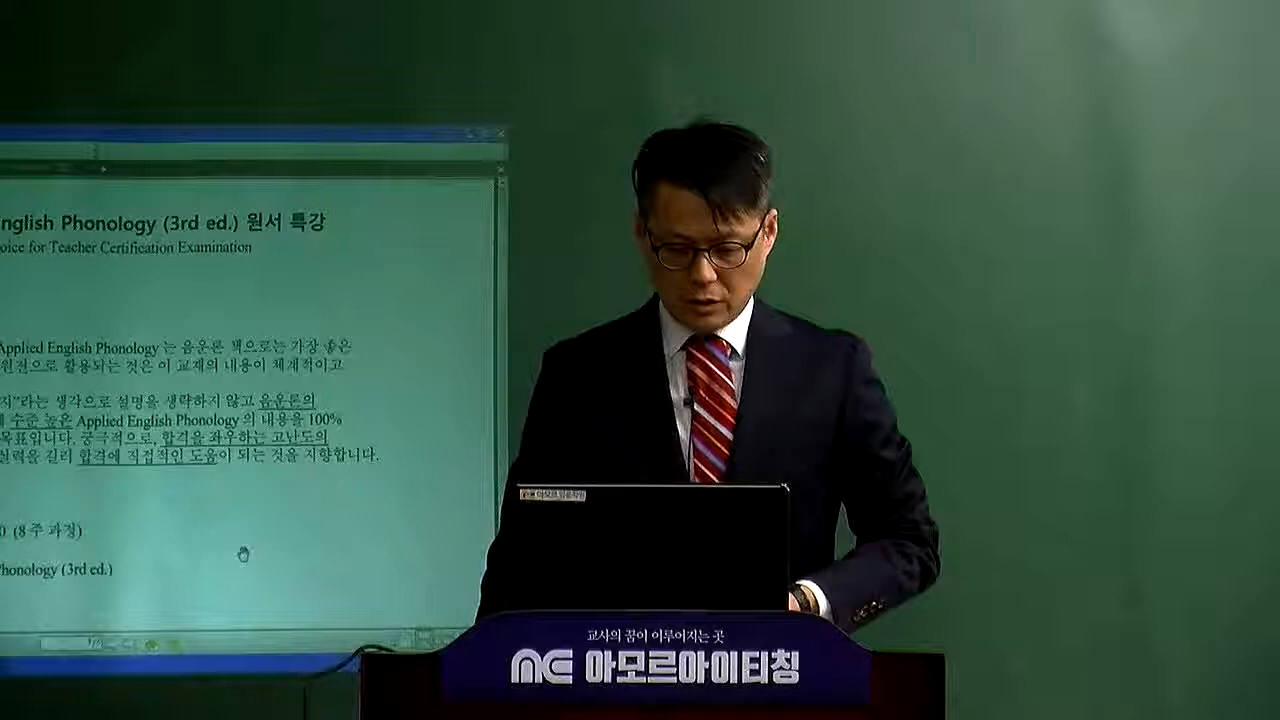 nglish Phonology (3rd ed.) 원서 특강
oice for Teacher Certification Examination
Applied English Phonology 는 음운론 책으로는 가장 좋은
원전으로 활용되는 것은 이 교재의 내용이 체계적이고
지"라는 생각으로 설명을 생략하지 않고 음운론의
수준 높은 Applied English Phonology 의 내용을 100%
목표입니다. 궁극적으로, 합격을 좌우하는 고난도의
실력을 길러 합격에 직접적인 도움이 되는 것을 지향합니다.
0 (8주 과정)
Phonology (3rd ed.)
교사의 꿈이 이루어지는 곳
아모르아이티칭